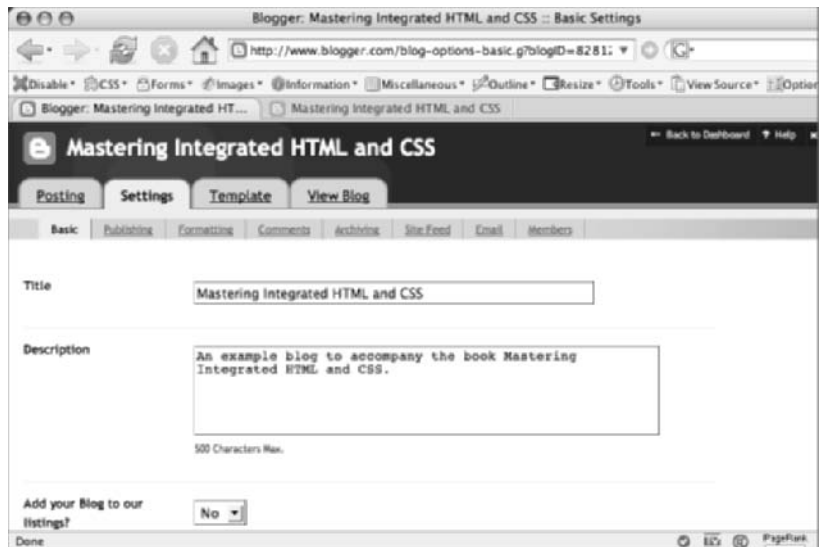 Blogger: Mastering Integrated HTML and CSS :: Basic Settings
http://www.blogger.com/blog-options-basic.g?blogID=8281
Disable CSS Forms Images Information Miscellaneous Outline Resize Tools View Source Option
Blogger: Mastering Integrated HT... Mastering Integrated HTML and CSS
Back to Dashboard ? Help
Mastering Integrated HTML and CSS
Posting Settings Template View Blog
Basic Publishing Formatting Comments Archiving Site Feed Email Members
Title
Mastering Integrated HTML and CSS
Description
An example blog to accompany the book Mastering
Integrated HTML and CSS.
500 Characters Max.
Add your Blog to our
listings?
No
Done
PageRank